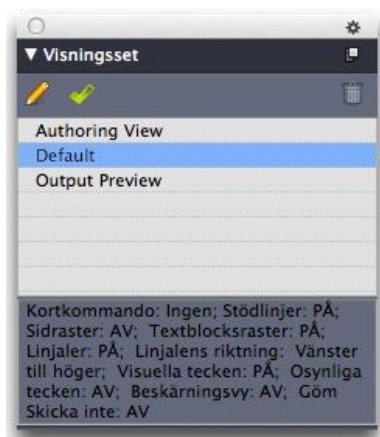 Visningsset
Authoring View
Default
Output Preview
Kortkommando: Ingen; Stödlinjer: PÅ;
Sidraster: AV; Textblocksraster: PÅ;
Linjaler: PÅ; Linjalens riktning: Vänster
till höger; Visuella tecken: PÅ; Osynliga
tecken: AV; Beskärningsvy: AV; Göm
Skicka inte: AV